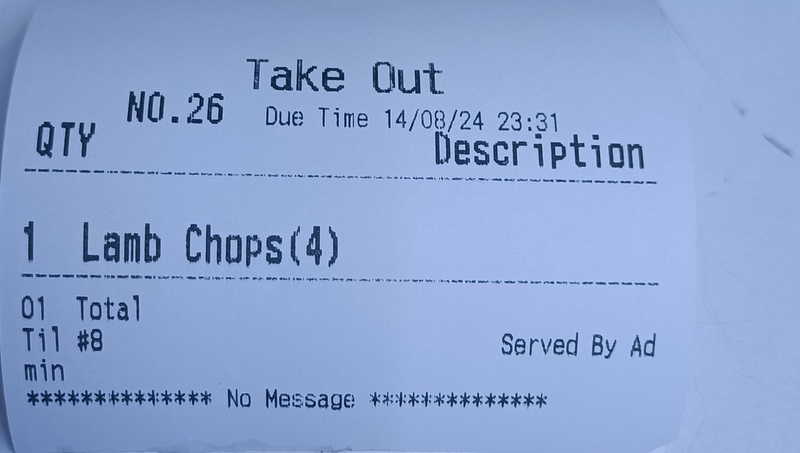 Take Out
NO.26 Due Time 14/08/24 23:31
QTY Description
1 Lamb Chops(4)
01 Total
Til #8 Served By Ad
min
************** No Message **************